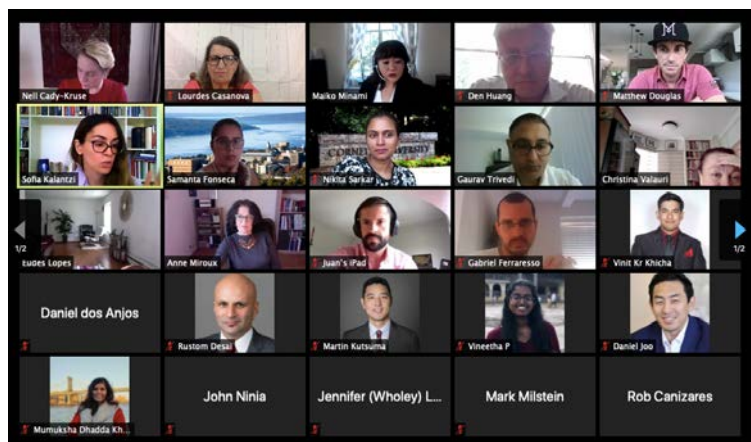 Nell Cady-Kruse
Lourdes Casanova
Maiko Minami
Den Huang
M
Matthew Douglas
Sofia Kalantzi
Samanta Fonseca
CORNELL UNIVERSITY
Nikita Sarkar
Gaurav Trivedi
Christina Valauri
1/2
Eudes Lopes
Anne Miroux
Juan's iPad
Gabriel Ferraresso
Vinit Kr Khicha
1/2
Daniel dos Anjos
Rustom Desai
Martin Kutsuma
Vineetha P
Daniel Joo
Mumuksha Dhadda Kh...
John Ninia
Jennifer (Wholey) L...
Mark Milstein
Rob Canizares